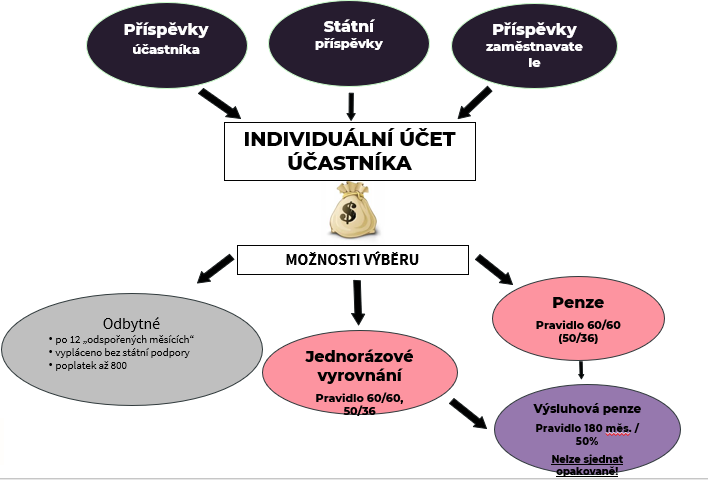 Příspěvky
účastníka
Státní
příspěvky
Příspěvky
zaměstnavate
le
INDIVIDUÁLNÍ ÚČET
ÚČASTNÍKA
$
MOŽNOSTI VÝBĚRU
Odbytné
• po 12 „odspořených měsících“
• vypláceno bez státní podpory
• poplatek až 800
Jednorázové
vyrovnání
Pravidlo 60/60,
50/36
Penze
Pravidlo 60/60
(50/36)
Výsluhová penze
Pravidlo 180 měs. /
50%
Nelze sjednat
opakovaně!